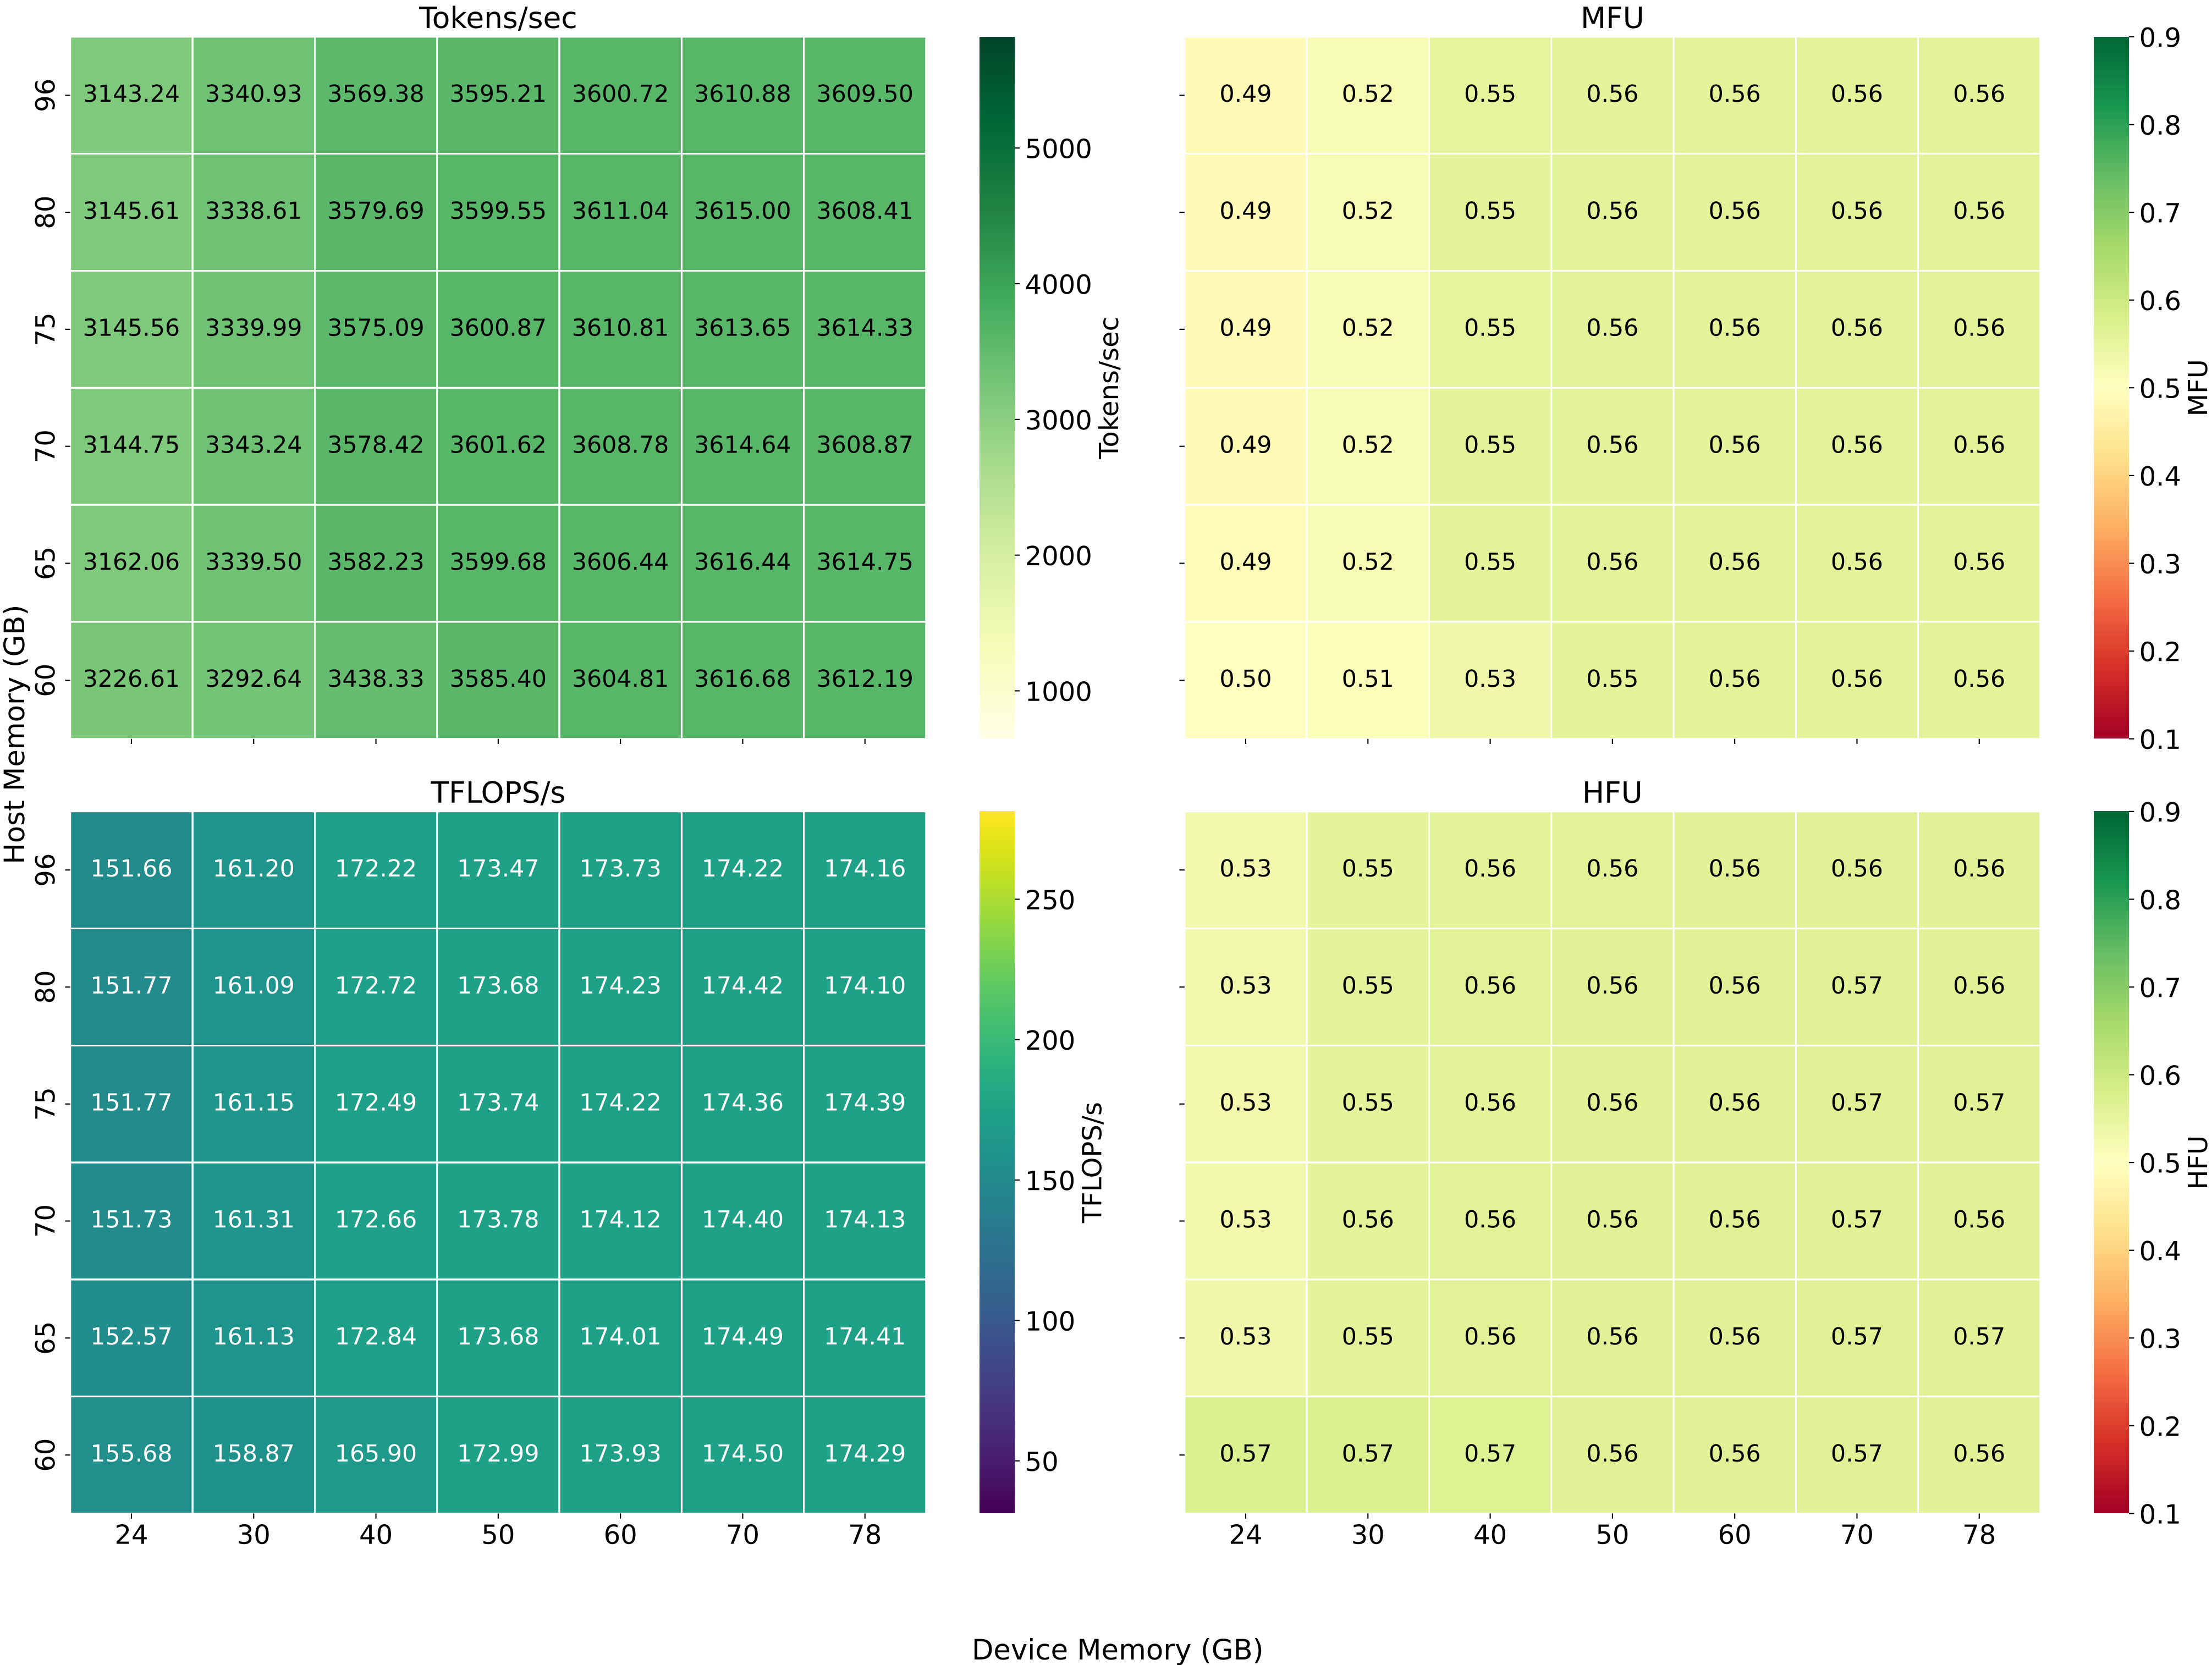 Tokens/sec
96 3143.24 3340.93 3569.38 3595.21 3600.72 3610.88 3609.50
80 3145.61 3338.61 3579.69 3599.55 3611.04 3615.00 3608.41
75 3145.56 3339.99 3575.09 3600.87 3610.81 3613.65 3614.33
70 3144.75 3343.24 3578.42 3601.62 3608.78 3614.64 3608.87
65 3162.06 3339.50 3582.23 3599.68 3606.44 3616.44 3614.75
60 3226.61 3292.64 3438.33 3585.40 3604.81 3616.68 3612.19
5000
4000
3000
2000
1000
Tokens/sec
MFU
0.49 0.52 0.55 0.56 0.56 0.56 0.56
0.49 0.52 0.55 0.56 0.56 0.56 0.56
0.49 0.52 0.55 0.56 0.56 0.56 0.56
0.49 0.52 0.55 0.56 0.56 0.56 0.56
0.49 0.52 0.55 0.56 0.56 0.56 0.56
0.50 0.51 0.53 0.55 0.56 0.56 0.56
0.9
0.8
0.7
0.6
0.5
0.4
0.3
0.2
0.1
MFU
Host Memory (GB)
TFLOPS/s
96 151.66 161.20 172.22 173.47 173.73 174.22 174.16
80 151.77 161.09 172.72 173.68 174.23 174.42 174.10
75 151.77 161.15 172.49 173.74 174.22 174.36 174.39
70 151.73 161.31 172.66 173.78 174.12 174.40 174.13
65 152.57 161.13 172.84 173.68 174.01 174.49 174.41
60 155.68 158.87 165.90 172.99 173.93 174.50 174.29
24 30 40 50 60 70 78
250
200
150
100
50
TFLOPS/s
HFU
0.53 0.55 0.56 0.56 0.56 0.56 0.56
0.53 0.55 0.56 0.56 0.56 0.57 0.56
0.53 0.55 0.56 0.56 0.56 0.57 0.57
0.53 0.56 0.56 0.56 0.56 0.57 0.56
0.53 0.55 0.56 0.56 0.56 0.57 0.57
0.57 0.57 0.57 0.56 0.56 0.57 0.56
24 30 40 50 60 70 78
0.9
0.8
0.7
0.6
0.5
0.4
0.3
0.2
0.1
HFU
Device Memory (GB)